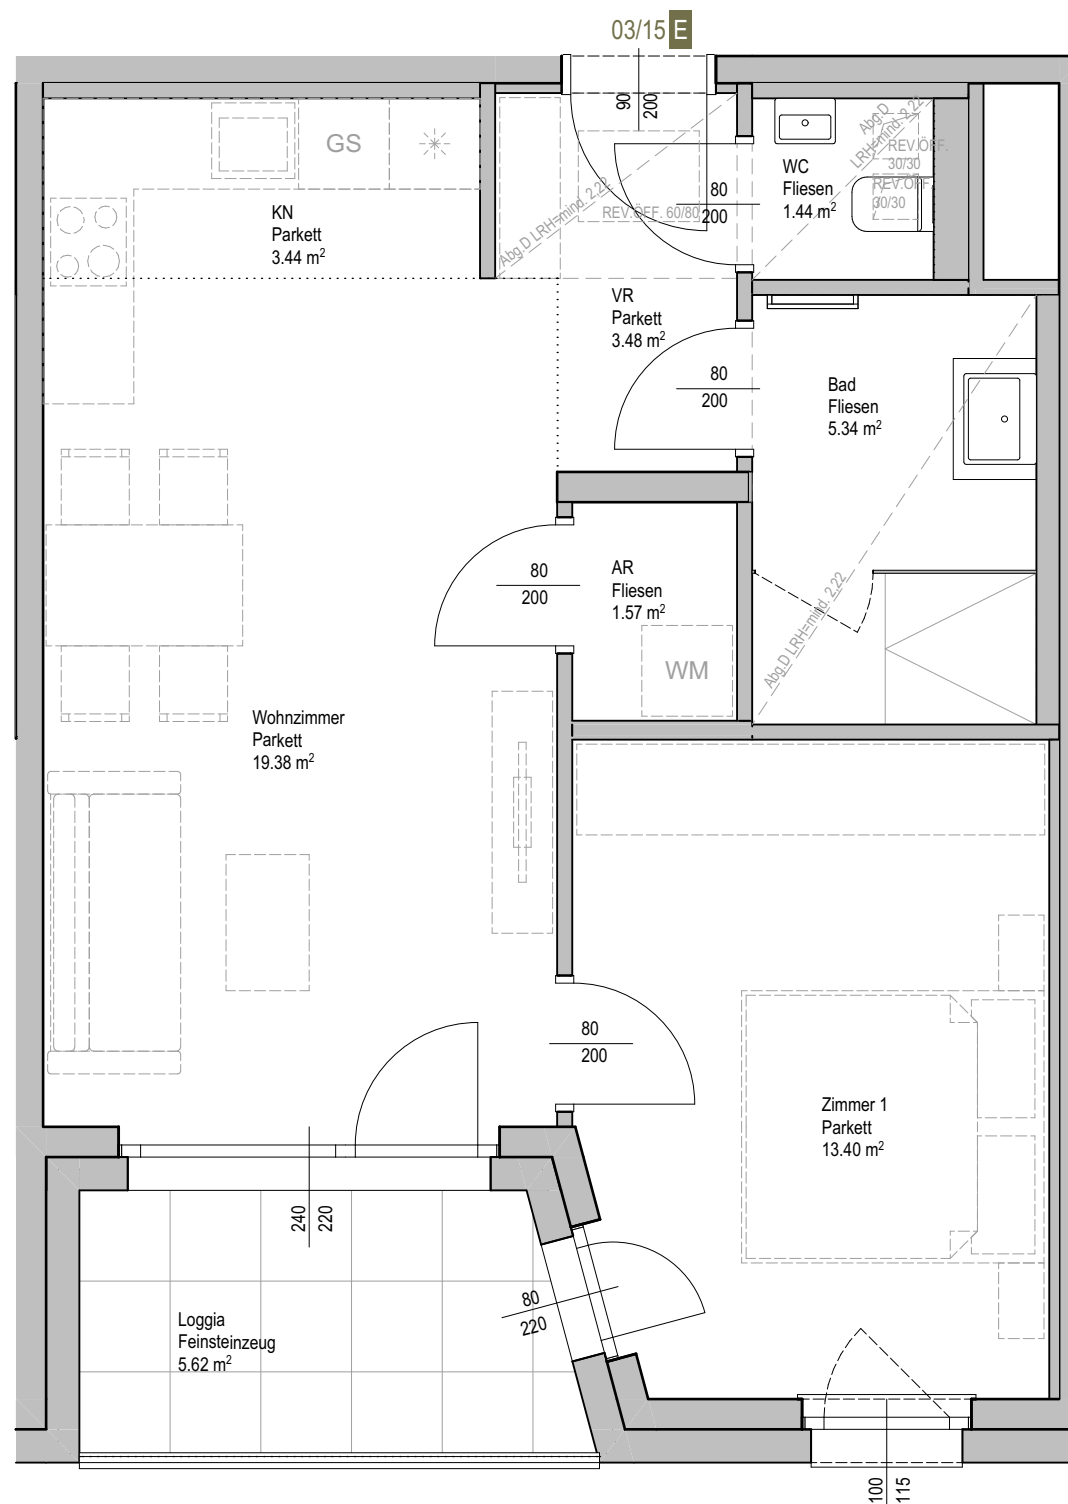 03/15 E
90
200
GS
KN
Parkett
3.44 m²
Abg.D LRH=mind. 2,22
REV.ÖFF. 60/80
80
200
WC
Fliesen
1.44 m²
Abg.D
LRH=mind. 2,22
REV.ÖFF.
30/30
REV.ÖFF.
30/30
VR
Parkett
3.48 m²
80
200
Bad
Fliesen
5.34 m²
Abg.D LRH=mind. 2,22
80
200
AR
Fliesen
1.57 m²
WM
Wohnzimmer
Parkett
19.38 m²
80
200
Zimmer 1
Parkett
13.40 m²
240
220
80
220
Loggia
Feinsteinzeug
5.62 m²
100
115